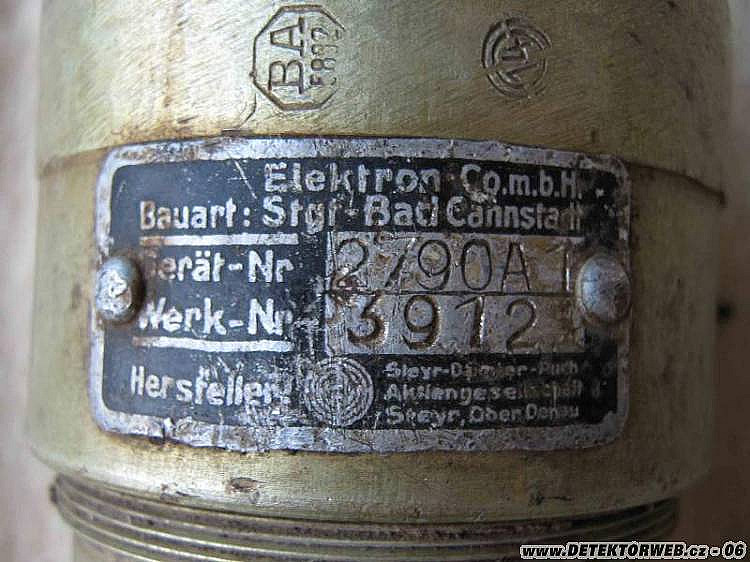 BA
Elektron Co.m.b.H.
Bauart: Stgt-Bad Cannstadt
Gerät-Nr 2790A1
Werk-Nr 3912
Hersteller: Steyr-Daimler-Puch
Aktiengesellschaft
Steyr, Ober Donau
www.DETEKTORWEB.cz - 06